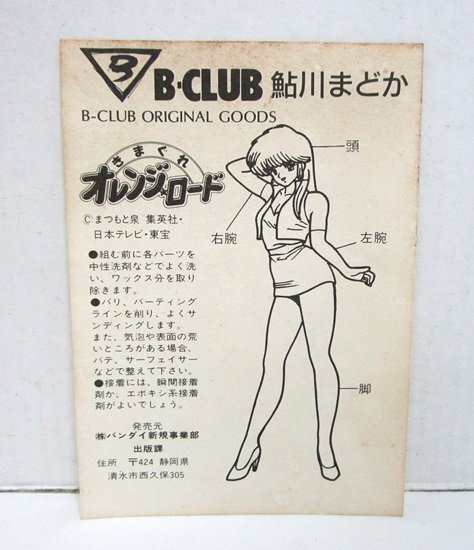 B-CLUB 鮎川まどか
B-CLUB ORIGINAL GOODS
きまぐれ
オレンジ☆ロード
©まつもと泉 集英社・
日本テレビ・東宝
●組む前に各パーツを
中性洗剤などでよく洗
い、ワックス分を取り
除きます。
●バリ、パーティング
ラインを削り、よくサ
ンディングします。
また、気泡や表面の荒
いところがある場合、
パテ、サーフェイサー
などで整えて下さい。
●接着には、瞬間接着
剤か、エポキシ系接着
剤がよいでしょう。
発売元
㈱バンダイ新規事業部
出版課
住所 〒424 静岡県
清水市西久保305
頭
右腕
左腕
脚